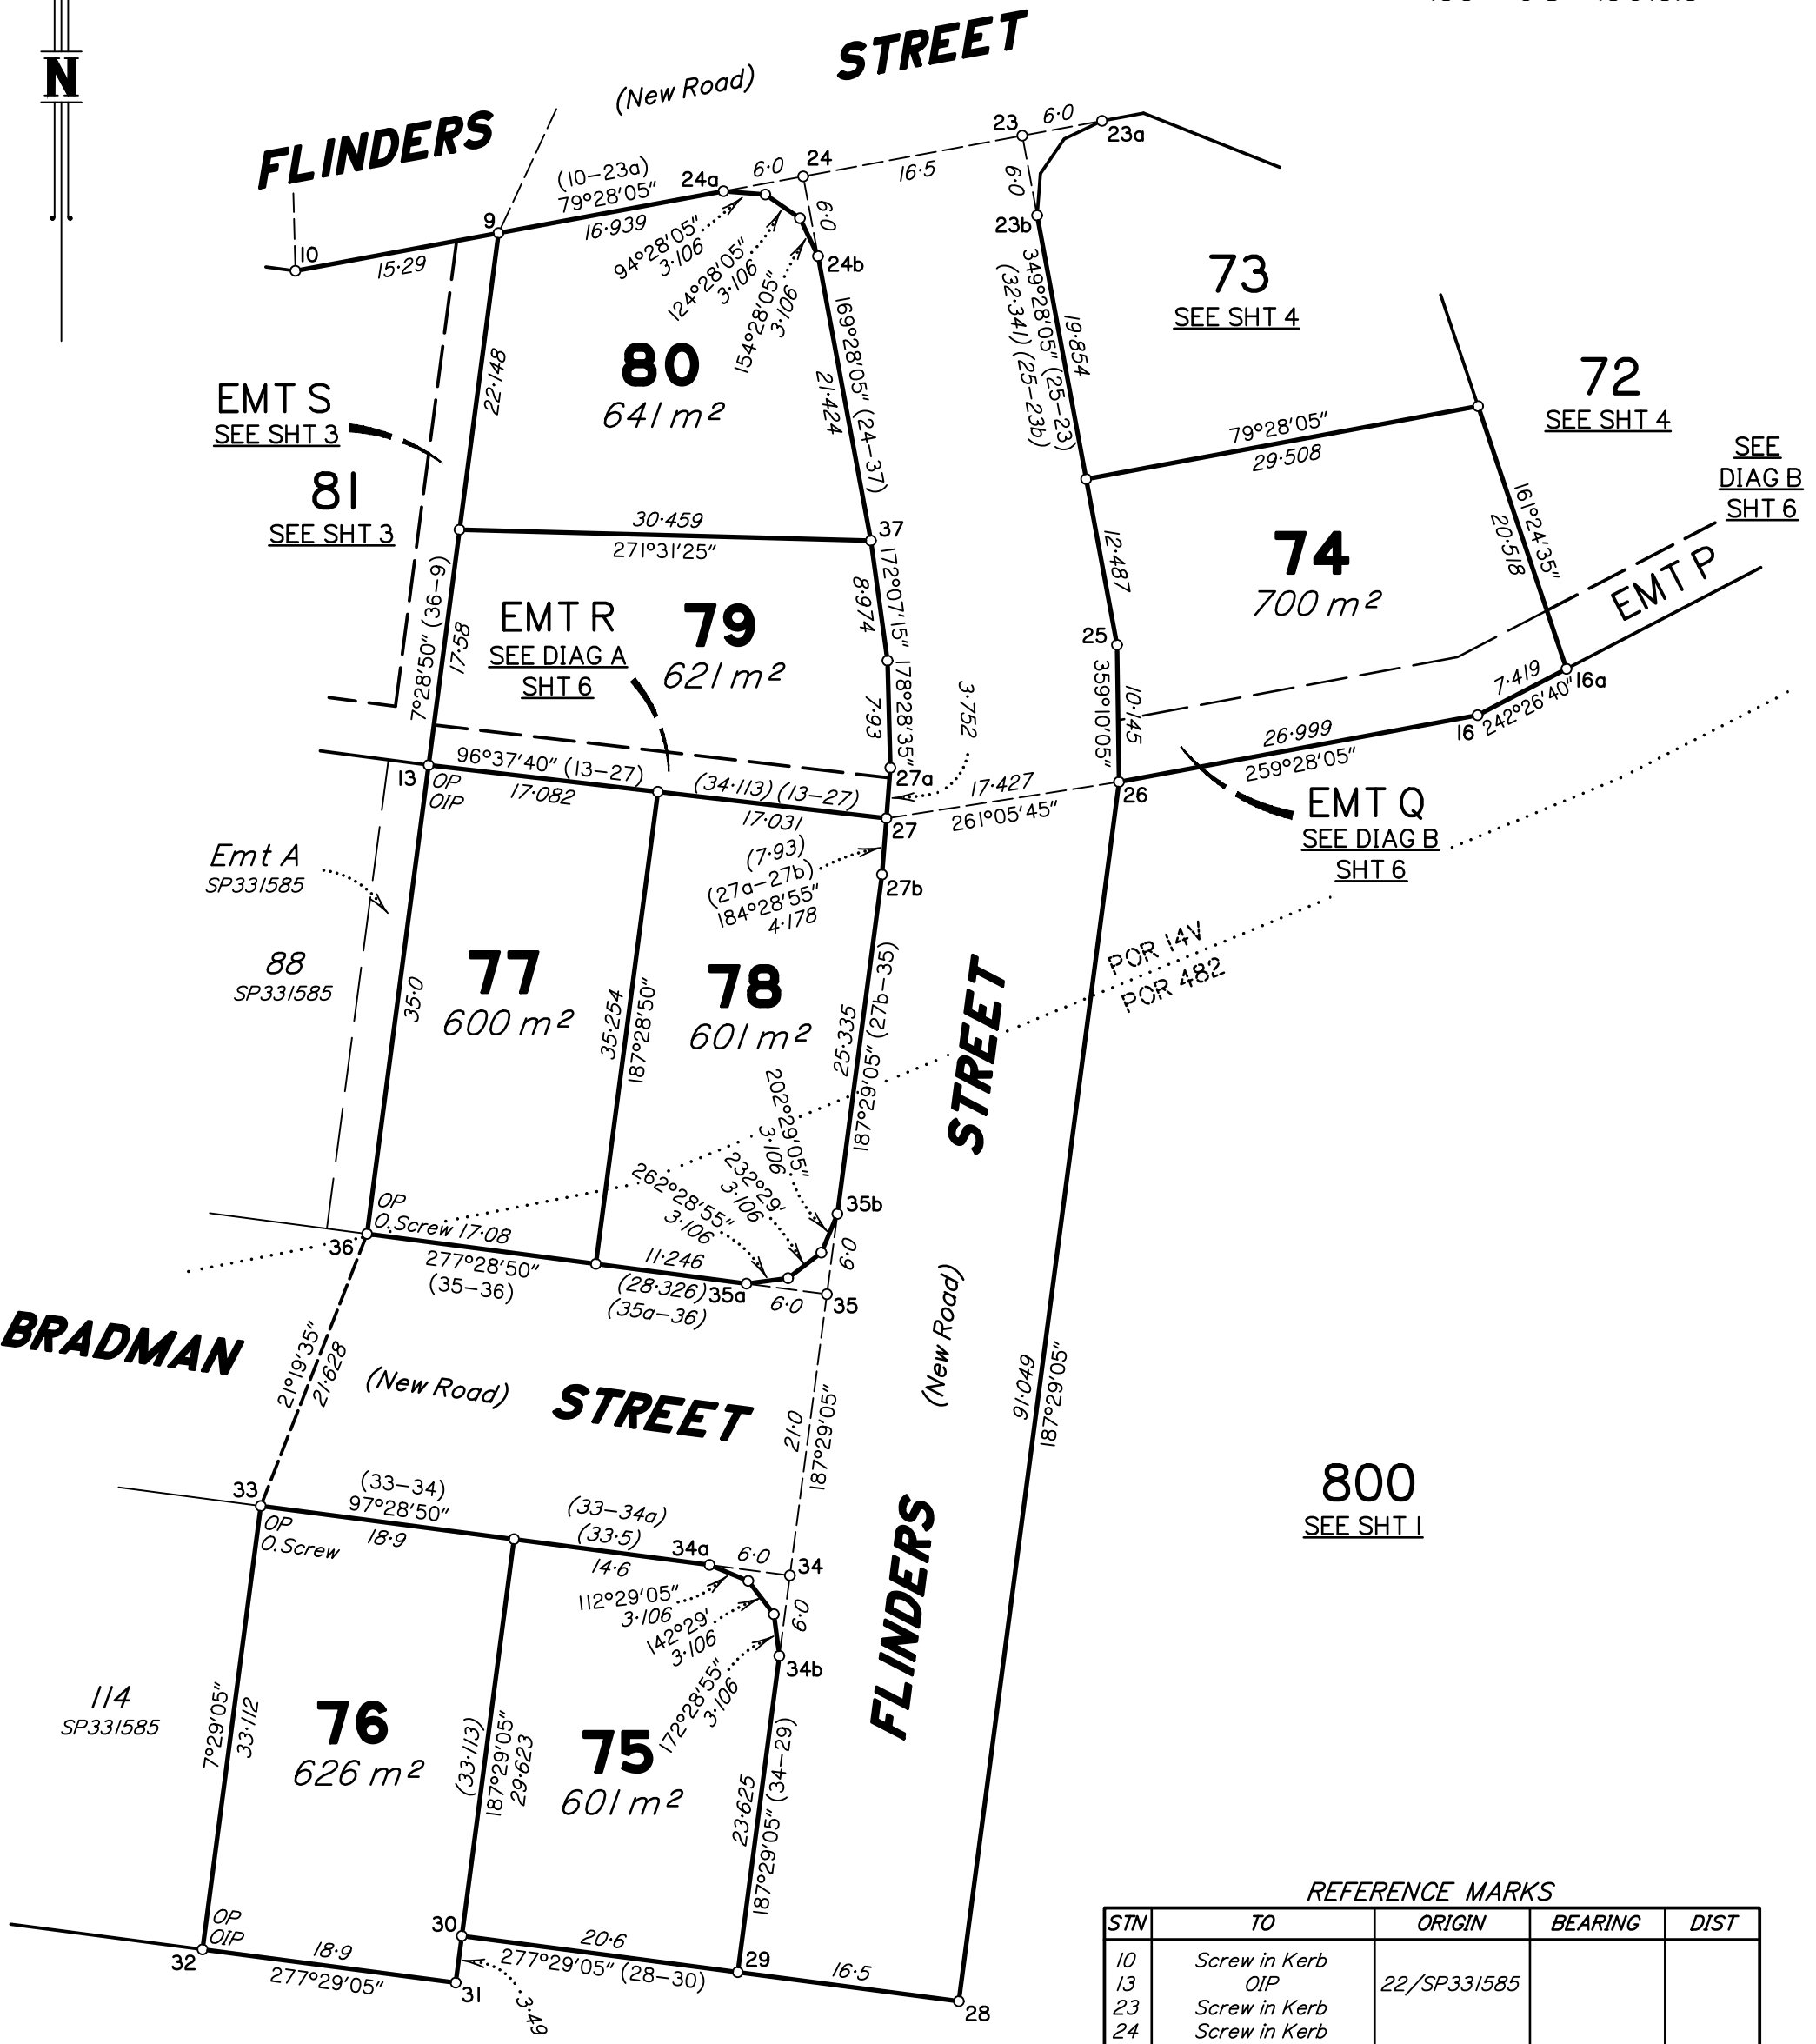 N
FLINDERS STREET
(New Road)
10
15·29
9
(10–23a)
79°28′05″
16·939
24a
6·0
24
16·5
23
6·0
23a
6·0
23b
6·0
24b
94°28′05″
3·106
124°28′05″
3·106
154°28′05″
3·106
22·148
80
641 m²
169°28′05″ (24–37)
21·424
349°28′05″ (25–23)
(32·341) (25–23b)
19·854
73
SEE SHT 4
72
SEE SHT 4
EMT S
SEE SHT 3
81
SEE SHT 3
79°28′05″
29·508
SEE
DIAG B
SHT 6
161°24′35″
20·518
30·459
271°31′25″
37
12·487
74
700 m²
EMT P
7°28′50″ (36–9)
17·58
EMT R
SEE DIAG A
SHT 6
79
621 m²
172°07′15″
8·974
178°28′35″
7·93
3·752
25
359°10′05″
10·145
7·419
16a
242°26′40″
16
26·999
259°28′05″
13
OP
OIP
96°37′40″ (13–27)
17·082
(34·113) (13–27)
17·031
27a
27
17·427
261°05′45″
26
EMT Q
SEE DIAG B
SHT 6
Emt A
SP331585
(7·93)
(27a–27b)
184°28′55″
4·178
27b
88
SP331585
35·0
77
600 m²
35·254
187°28′50″
78
601 m²
25·335
187°29′05″ (27b–35)
POR 14V
POR 482
202°29′05″
3·106
232°29′
3·106
262°28′55″
3·106
35b
6·0
36
OP
O.Screw
17·08
277°28′50″
(35–36)
11·246
(28·326)
(35a–36)
35a
6·0
35
FLINDERS STREET
(New Road)
91·049
187°29′05″
BRADMAN STREET
(New Road)
21°19′35″
21·628
21·0
187°29′05″
800
SEE SHT 1
33
OP
O.Screw
(33–34)
97°28′50″
18·9
(33–34a)
(33·5)
14·6
34a
6·0
34
6·0
34b
112°29′05″
3·106
142°29′
3·106
172°28′55″
3·106
114
SP331585
7°29′05″
33·112
76
626 m²
(33·113)
187°29′05″
29·623
75
601 m²
23·625
187°29′05″ (34–29)
32
OP
OIP
18·9
277°29′05″
30
31
3·49
20·6
277°29′05″ (28–30)
29
16·5
28
REFERENCE MARKS
STN TO ORIGIN BEARING DIST
10 Screw in Kerb
13 OIP 22/SP331585
23 Screw in Kerb
24 Screw in Kerb